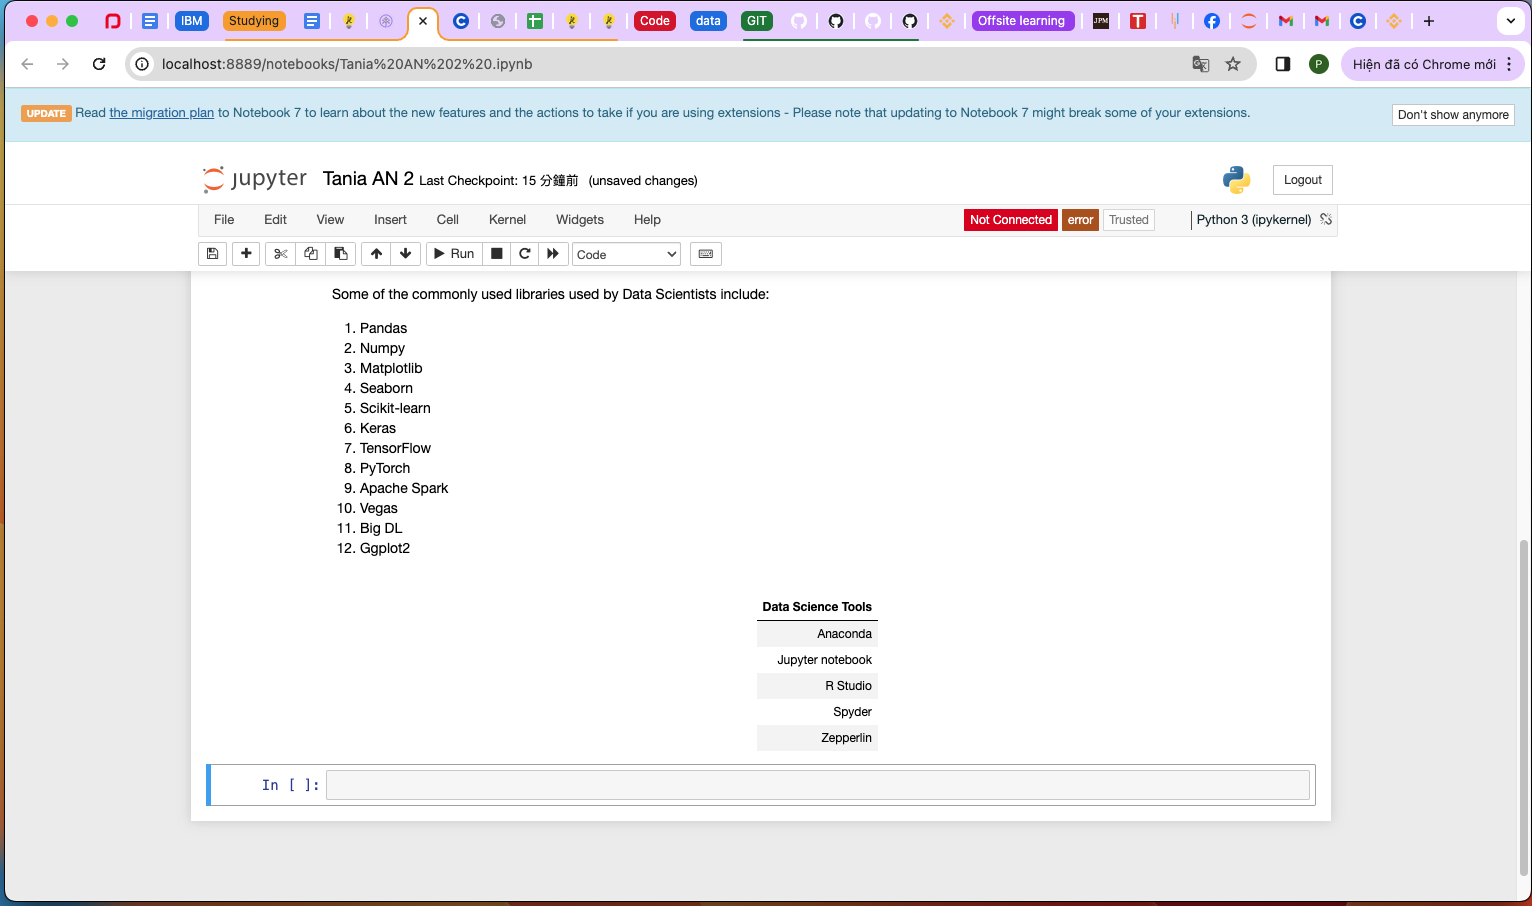 IBM Studying Code data GIT JPM Offsite learning
localhost:8889/notebooks/Tania%20AN%202%20.ipynb P Hiện đã có Chrome mới
UPDATE Read the migration plan to Notebook 7 to learn about the new features and the actions to take if you are using extensions - Please note that updating to Notebook 7 might break some of your extensions. Don't show anymore
jupyter Tania AN 2 Last Checkpoint: 15 分鐘前 (unsaved changes) Logout
File Edit View Insert Cell Kernel Widgets Help Not Connected error Trusted Python 3 (ipykernel)
Run Code
Some of the commonly used libraries used by Data Scientists include:
1. Pandas
2. Numpy
3. Matplotlib
4. Seaborn
5. Scikit-learn
6. Keras
7. TensorFlow
8. PyTorch
9. Apache Spark
10. Vegas
11. Big DL
12. Ggplot2
Data Science Tools
Anaconda
Jupyter notebook
R Studio
Spyder
Zepperlin
In [ ]: